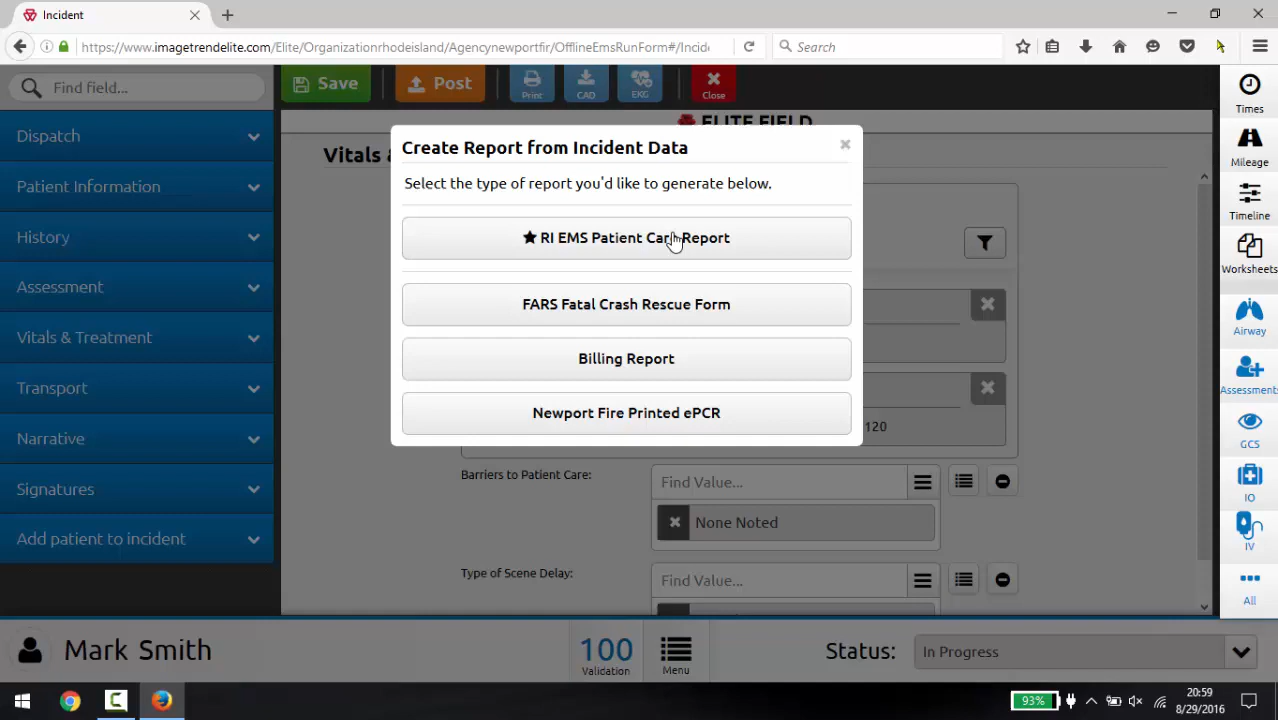 Incident
https://www.imagetrendelite.com/Elite/Organizationrhodeisland/Agencynewportfir/OfflineEmsRunForm#/Incide
Search
Find field...
Save
Post
Print
CAD
EKG
Close
ELITE FIELD
Times
Mileage
Timeline
Worksheets
Airway
Assessments
GCS
IO
IV
All
Dispatch
Patient Information
History
Assessment
Vitals & Treatment
Transport
Narrative
Signatures
Add patient to incident
Vitals &
Create Report from Incident Data
Select the type of report you'd like to generate below.
RI EMS Patient Care Report
FARS Fatal Crash Rescue Form
Billing Report
Newport Fire Printed ePCR
120
Barriers to Patient Care:
Find Value...
None Noted
Type of Scene Delay:
Find Value...
Mark Smith
100
Validation
Menu
Status:
In Progress
93%
20:59
8/29/2016